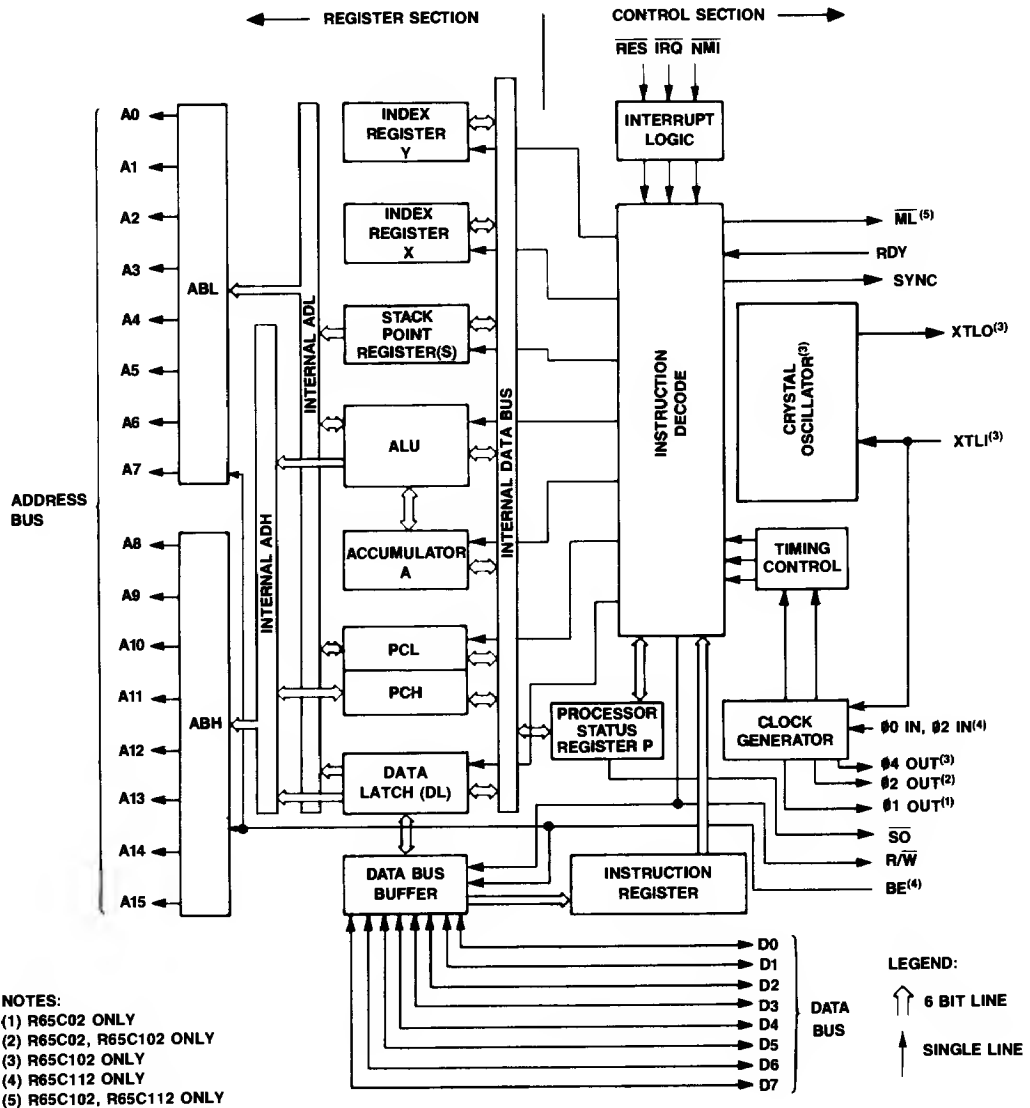 REGISTER SECTION
CONTROL SECTION
RES IRQ NMI
INTERRUPT
LOGIC
ADDRESS
BUS
A0
A1
A2
A3
A4
A5
A6
A7
A8
A9
A10
A11
A12
A13
A14
A15
ABL
ABH
INTERNAL ADL
INTERNAL ADH
INDEX
REGISTER
Y
INDEX
REGISTER
X
STACK
POINT
REGISTER(S)
ALU
ACCUMULATOR
A
PCL
PCH
DATA
LATCH (DL)
DATA BUS
BUFFER
INTERNAL DATA BUS
INSTRUCTION
DECODE
PROCESSOR
STATUS
REGISTER P
INSTRUCTION
REGISTER
ML(5)
RDY
SYNC
CRYSTAL
OSCILLATOR(3)
XTLO(3)
XTLI(3)
TIMING
CONTROL
CLOCK
GENERATOR
Ø0 IN, Ø2 IN(4)
Ø4 OUT(3)
Ø2 OUT(2)
Ø1 OUT(1)
SO
R/W
BE(4)
D0
D1
D2
D3
D4
D5
D6
D7
DATA
BUS
LEGEND:
6 BIT LINE
SINGLE LINE
NOTES:
(1) R65C02 ONLY
(2) R65C02, R65C102 ONLY
(3) R65C102 ONLY
(4) R65C112 ONLY
(5) R65C102, R65C112 ONLY